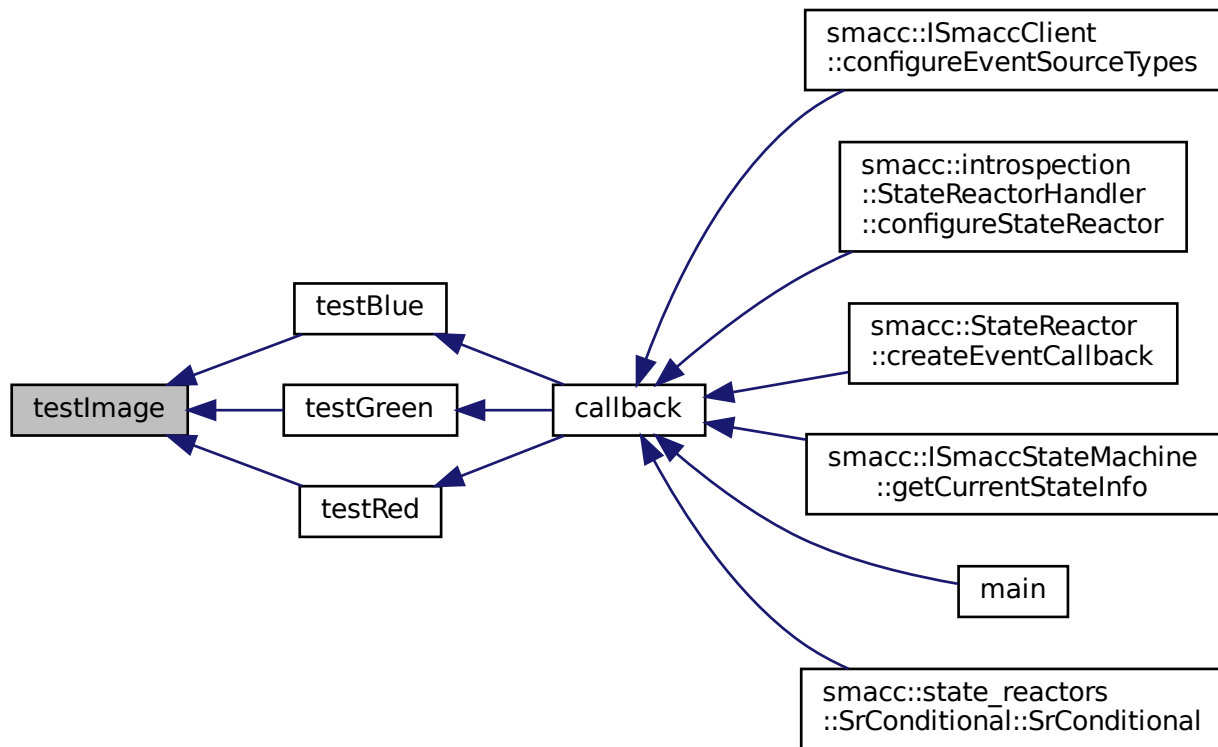 testImage
testBlue
testGreen
testRed
callback
smacc::ISmaccClient
::configureEventSourceTypes
smacc::introspection
::StateReactorHandler
::configureStateReactor
smacc::StateReactor
::createEventCallback
smacc::ISmaccStateMachine
::getCurrentStateInfo
main
smacc::state_reactors
::SrConditional::SrConditional